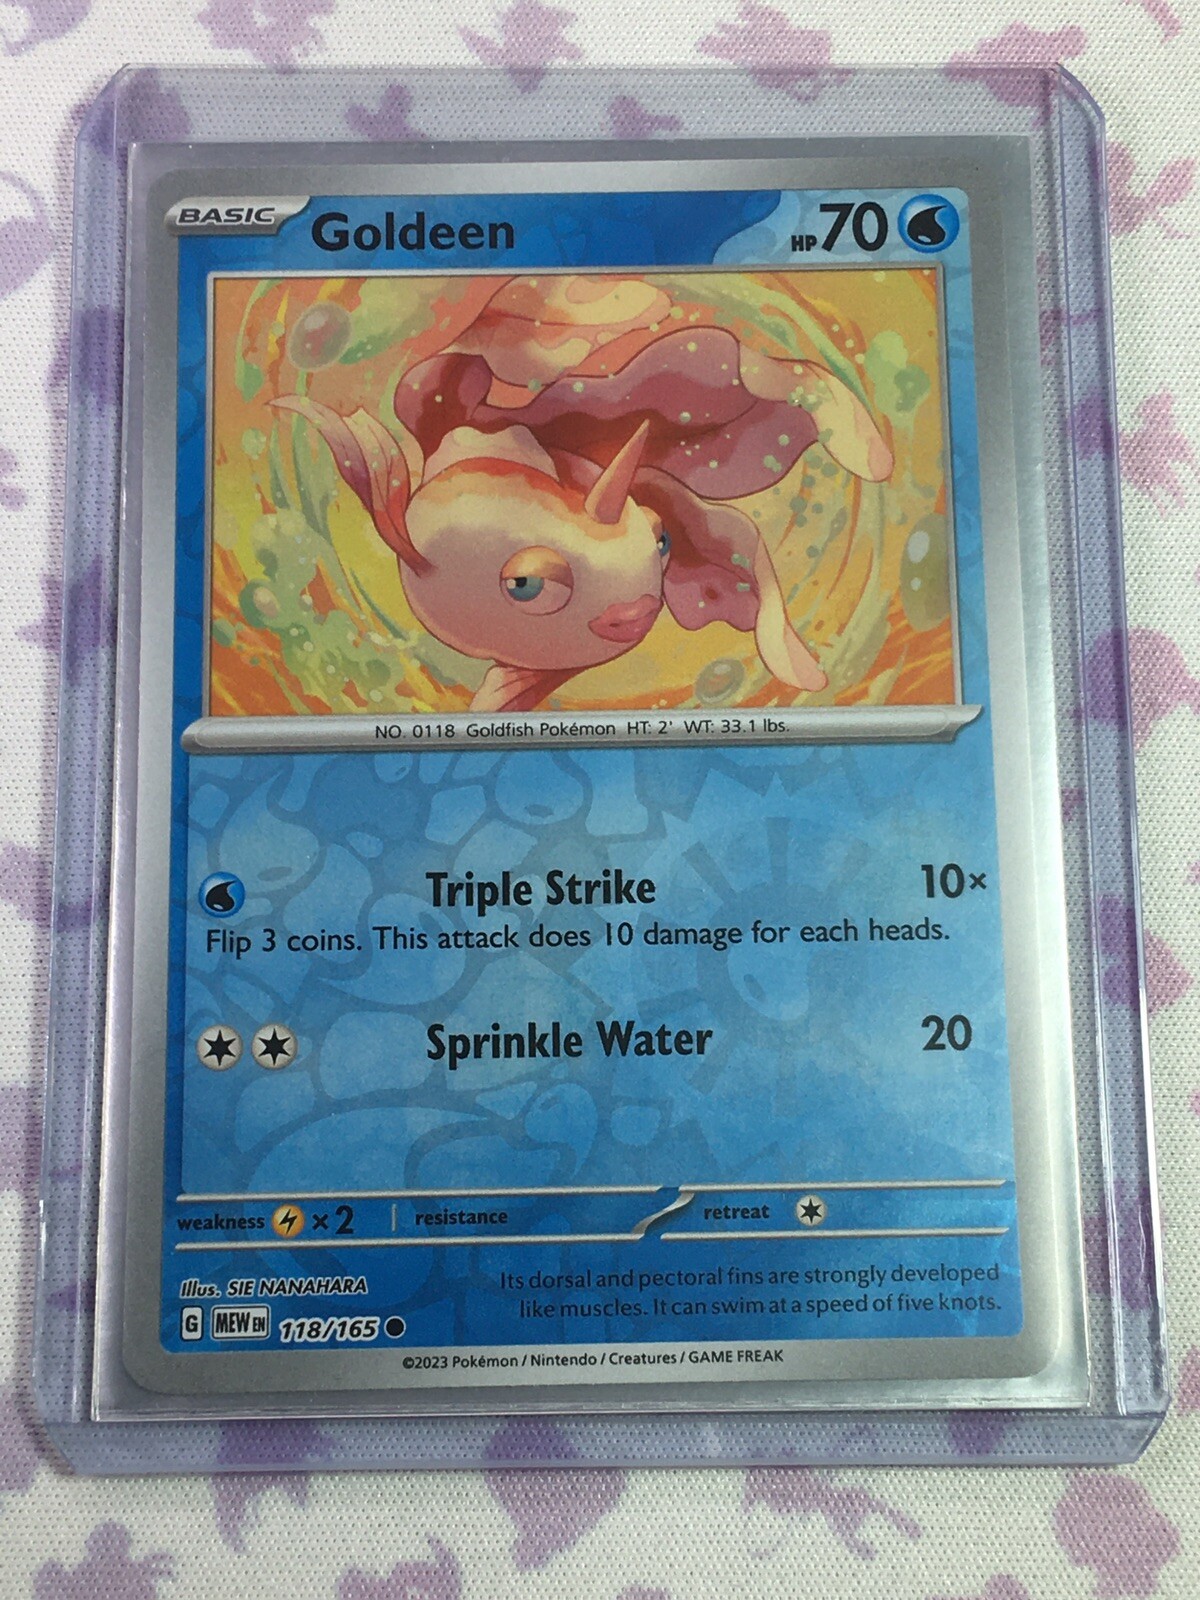 BASIC Goldeen HP 70
NO. 0118 Goldfish Pokémon HT: 2' WT: 33.1 lbs.
Triple Strike 10×
Flip 3 coins. This attack does 10 damage for each heads.
Sprinkle Water 20
weakness ×2 resistance retreat
Illus. SIE NANAHARA
G MEW EN 118/165
Its dorsal and pectoral fins are strongly developed
like muscles. It can swim at a speed of five knots.
©2023 Pokémon / Nintendo / Creatures / GAME FREAK